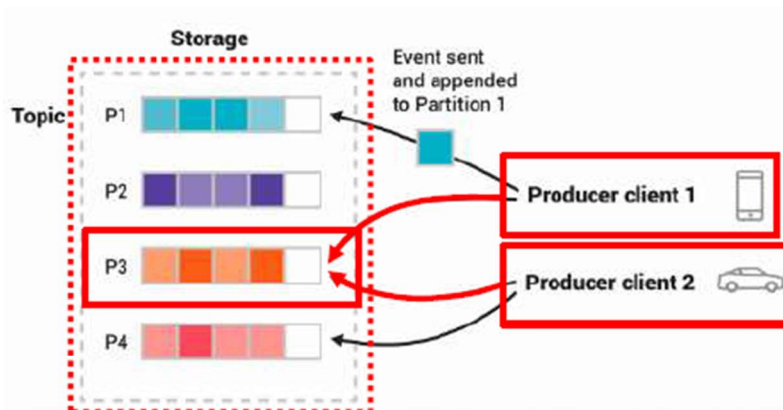 Storage
Event sent
and appended
to Partition 1
Topic
P1
P2
Producer client 1
P3
Producer client 2
P4